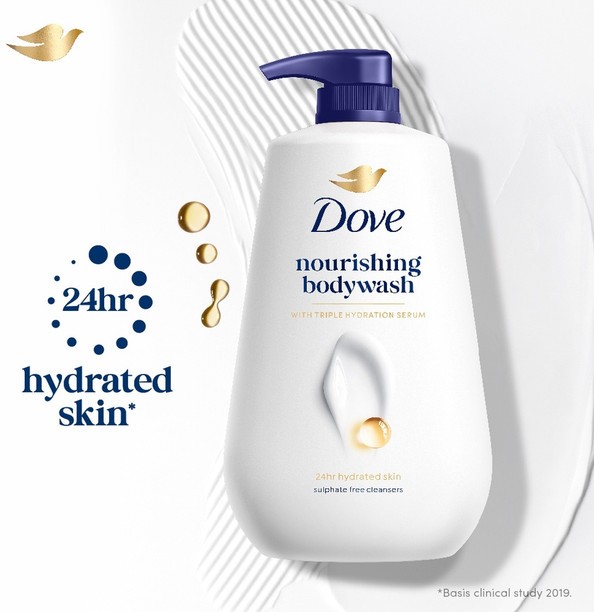 24hr
hydrated
skin*
Dove
nourishing
bodywash
WITH TRIPLE HYDRATION SERUM
24hr hydrated skin
sulphate free cleansers
*Basis clinical study 2019.